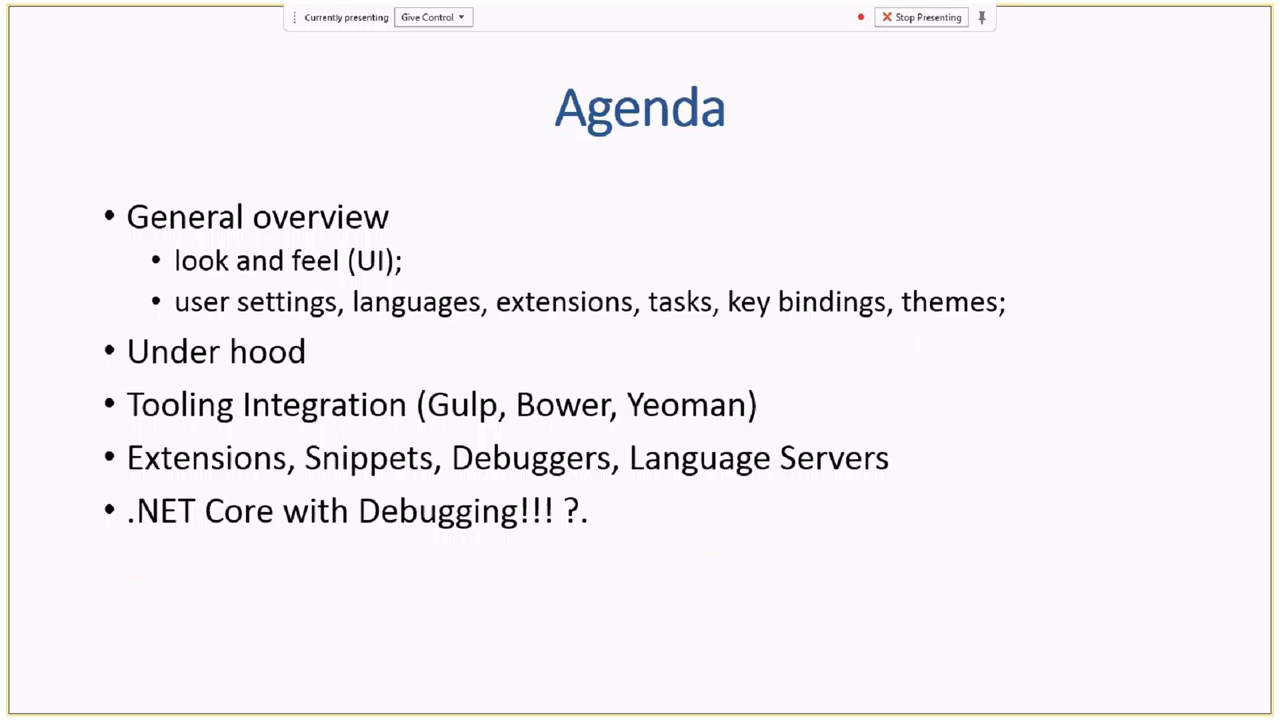 Currently presenting Give Control Stop Presenting
Agenda
• General overview
• look and feel (UI);
• user settings, languages, extensions, tasks, key bindings, themes;
• Under hood
• Tooling Integration (Gulp, Bower, Yeoman)
• Extensions, Snippets, Debuggers, Language Servers
• .NET Core with Debugging!!! ?.